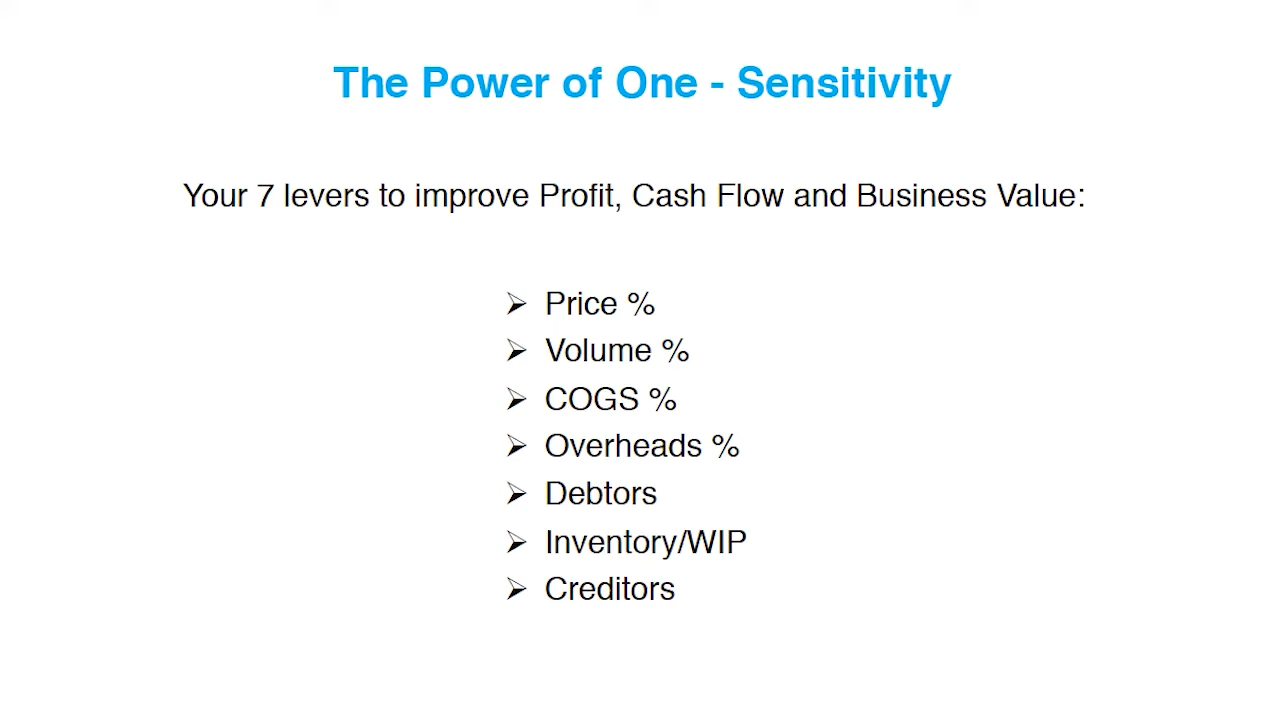 The Power of One - Sensitivity
Your 7 levers to improve Profit, Cash Flow and Business Value:
➢ Price %
➢ Volume %
➢ COGS %
➢ Overheads %
➢ Debtors
➢ Inventory/WIP
➢ Creditors